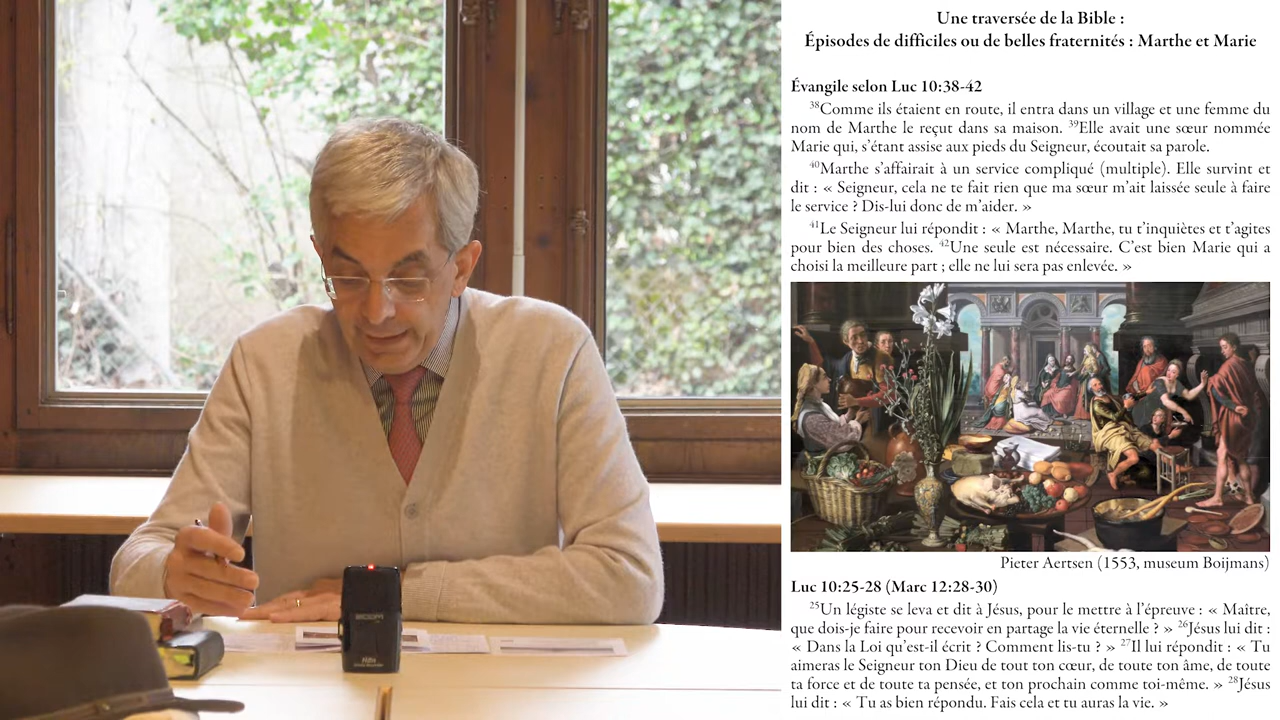 Une traversée de la Bible :
Épisodes de difficiles ou de belles fraternités : Marthe et Marie
Évangile selon Luc 10:38-42
³⁸Comme ils étaient en route, il entra dans un village et une femme du
nom de Marthe le reçut dans sa maison. ³⁹Elle avait une sœur nommée
Marie qui, s’étant assise aux pieds du Seigneur, écoutait sa parole.
⁴⁰Marthe s’affairait à un service compliqué (multiple). Elle survint et
dit : « Seigneur, cela ne te fait rien que ma sœur m’ait laissée seule à faire
le service ? Dis-lui donc de m’aider. »
⁴¹Le Seigneur lui répondit : « Marthe, Marthe, tu t’inquiètes et t’agites
pour bien des choses. ⁴²Une seule est nécessaire. C’est bien Marie qui a
choisi la meilleure part ; elle ne lui sera pas enlevée. »
Pieter Aertsen (1553, museum Boijmans)
Luc 10:25-28 (Marc 12:28-30)
²⁵Un légiste se leva et dit à Jésus, pour le mettre à l’épreuve : « Maître,
que dois-je faire pour recevoir en partage la vie éternelle ? » ²⁶Jésus lui dit :
« Dans la Loi qu’est-il écrit ? Comment lis-tu ? » ²⁷Il lui répondit : « Tu
aimeras le Seigneur ton Dieu de tout ton cœur, de toute ton âme, de toute
ta force et de toute ta pensée, et ton prochain comme toi-même. » ²⁸Jésus
lui dit : « Tu as bien répondu. Fais cela et tu auras la vie. »